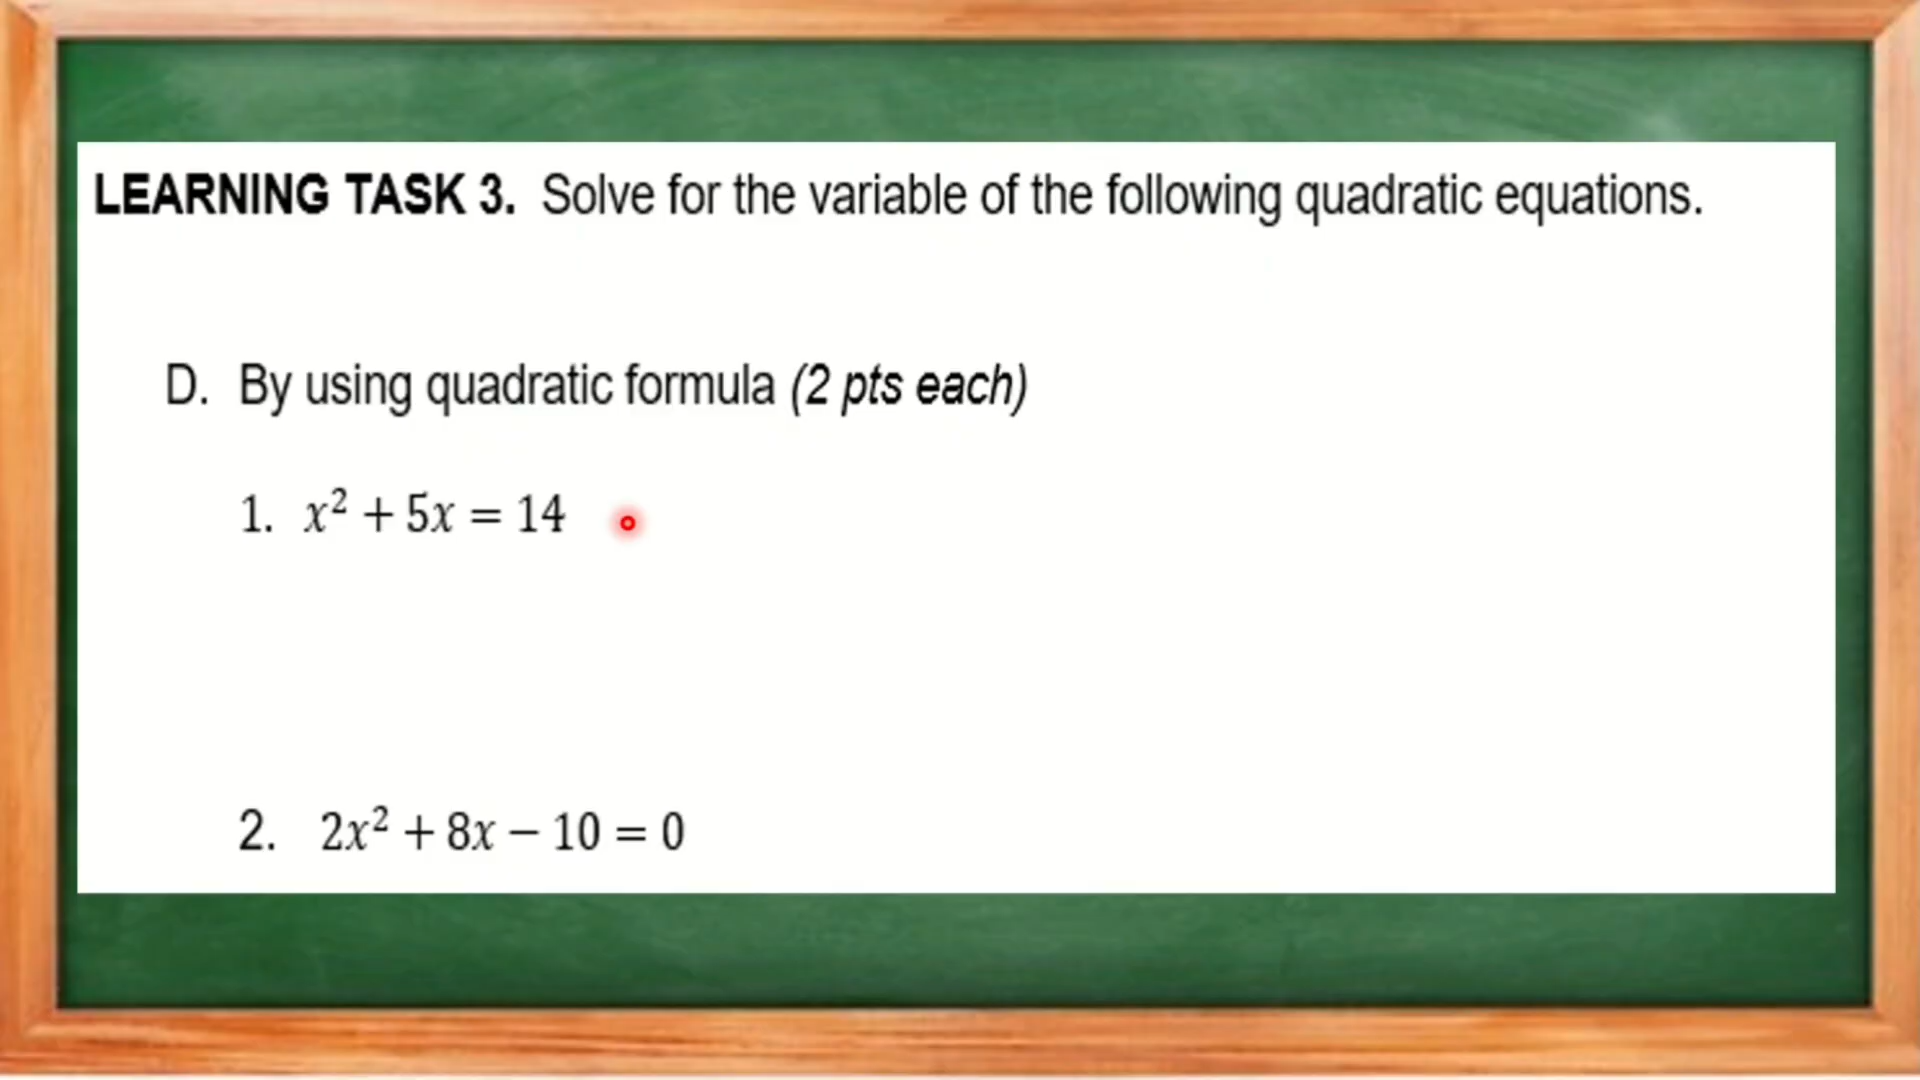 LEARNING TASK 3. Solve for the variable of the following quadratic equations.
D. By using quadratic formula (2 pts each)
1. x² + 5x = 14
2. 2x² + 8x − 10 = 0